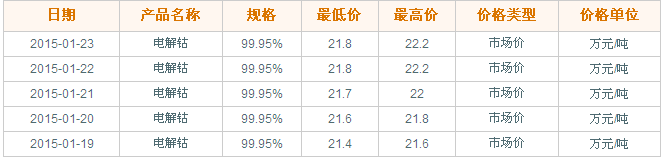 日期 产品名称 规格 最低价 最高价 价格类型 价格单位
2015-01-23 电解钴 99.95% 21.8 22.2 市场价 万元/吨
2015-01-22 电解钴 99.95% 21.8 22.2 市场价 万元/吨
2015-01-21 电解钴 99.95% 21.7 22 市场价 万元/吨
2015-01-20 电解钴 99.95% 21.6 21.8 市场价 万元/吨
2015-01-19 电解钴 99.95% 21.4 21.6 市场价 万元/吨